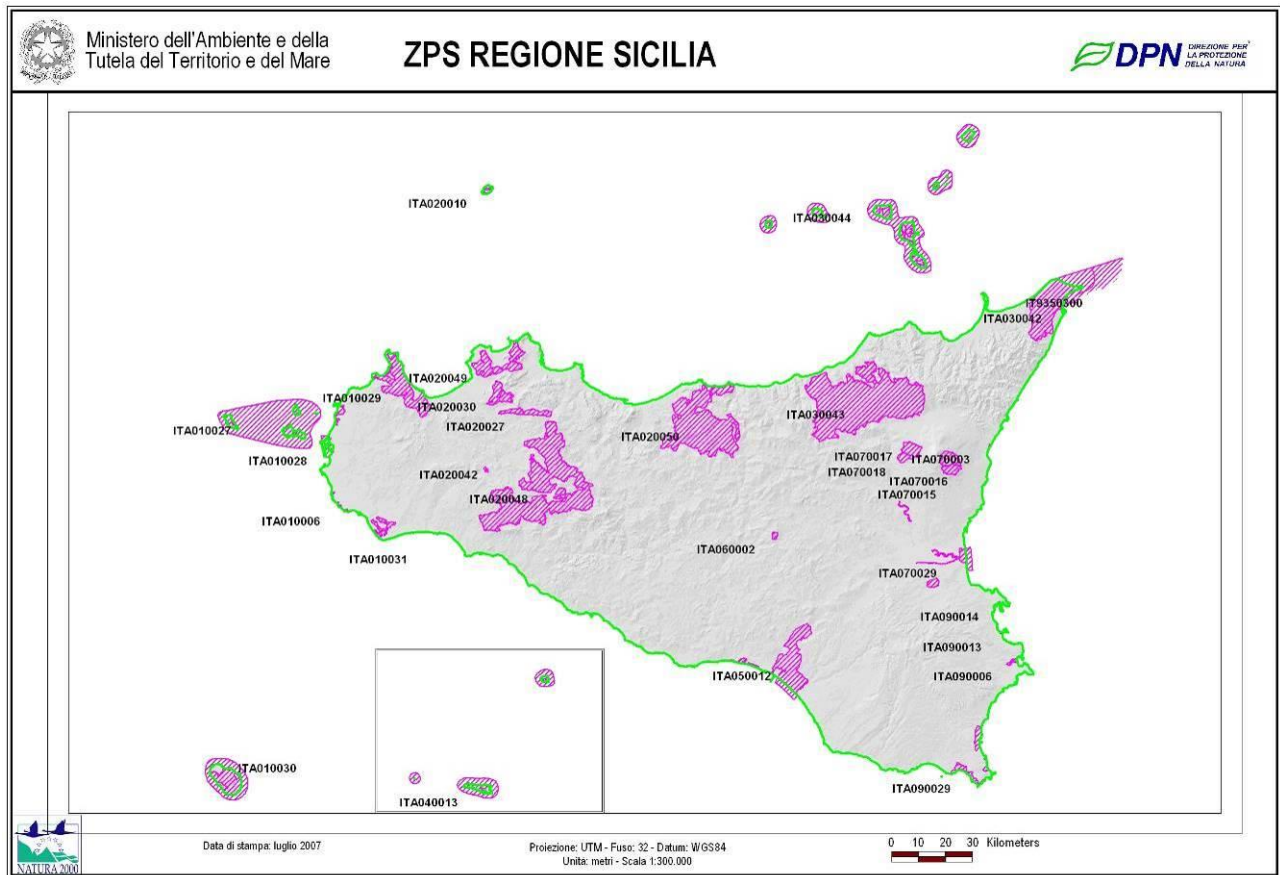 Ministero dell'Ambiente e della
Tutela del Territorio e del Mare
ZPS REGIONE SICILIA
DPN DIREZIONE PER
LA PROTEZIONE
DELLA NATURA
ITA020010
ITA030044
IT9350300
ITA030042
ITA020049
ITA010029
ITA020030
ITA030043
ITA020027
ITA010027
ITA020050
ITA070017
ITA070003
ITA010028
ITA020042
ITA070018
ITA070016
ITA070015
ITA020048
ITA010006
ITA060002
ITA010031
ITA070029
ITA090014
ITA090013
ITA050012
ITA090006
ITA010030
ITA090029
ITA040013
NATURA 2000
Data di stampa: luglio 2007
Proiezione: UTM - Fuso: 32 - Datum: WGS84
Unità: metri - Scala 1:300.000
0 10 20 30 Kilometers